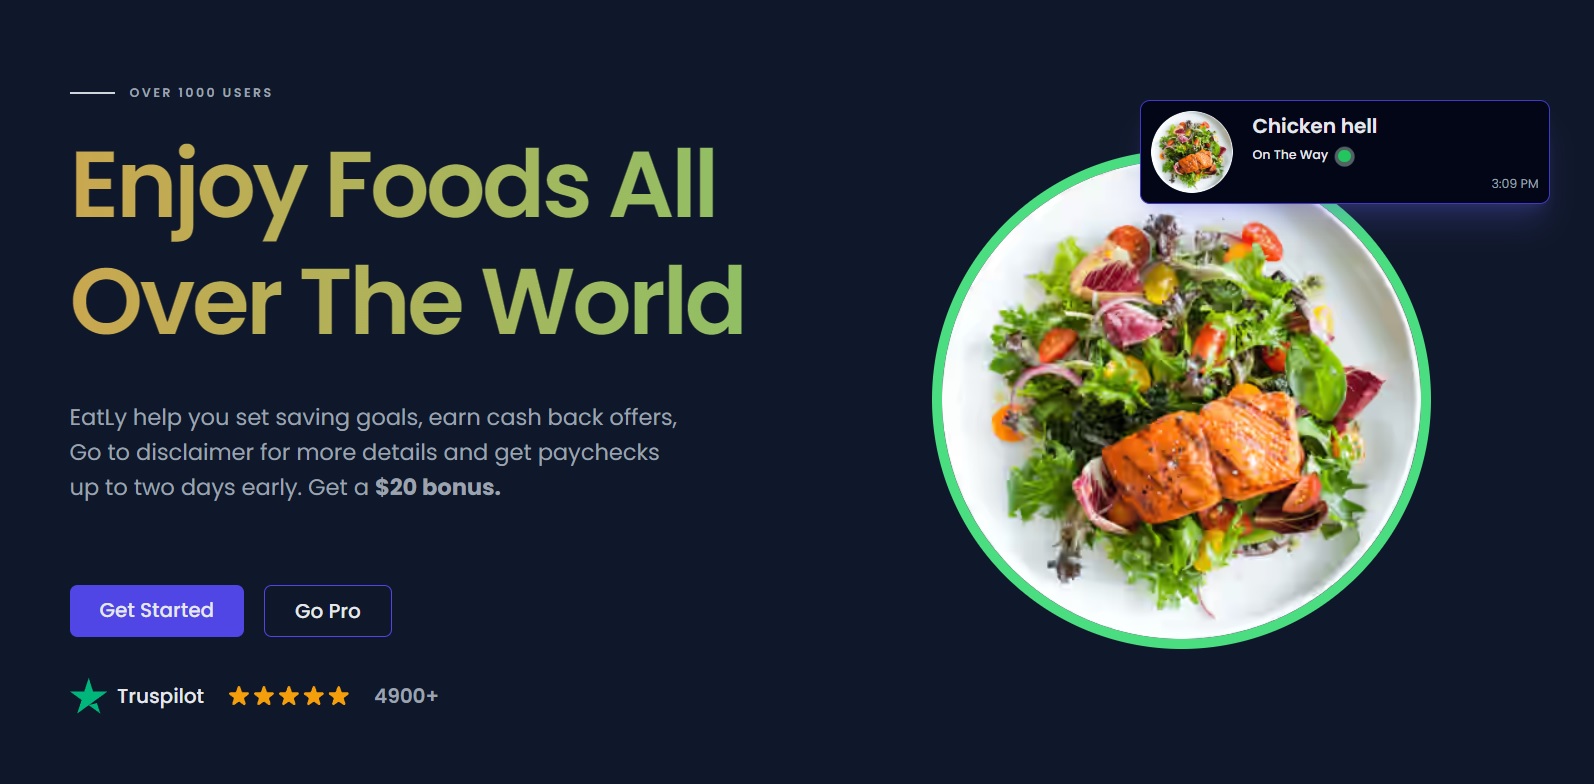 OVER 1000 USERS
Enjoy Foods All
Over The World
EatLy help you set saving goals, earn cash back offers,
Go to disclaimer for more details and get paychecks
up to two days early. Get a $20 bonus.
Get Started
Go Pro
Truspilot
4900+
Chicken hell
On The Way
3:09 PM